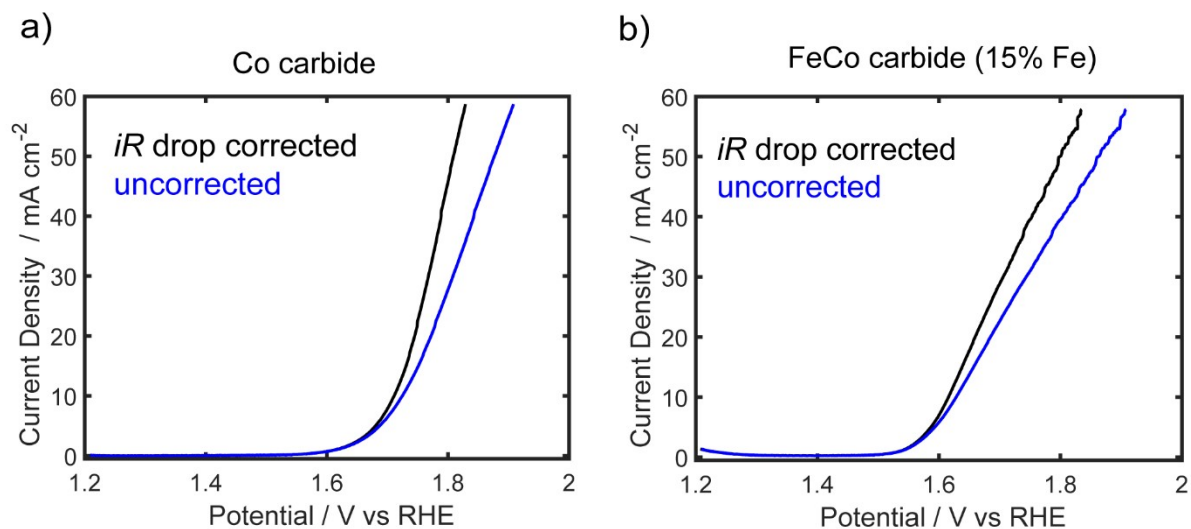 a)
Co carbide
60
50
40
30
20
10
0
Current Density / mA cm⁻²
iR drop corrected
uncorrected
1.2
1.4
1.6
1.8
2
Potential / V vs RHE
b)
FeCo carbide (15% Fe)
60
50
40
30
20
10
0
Current Density / mA cm⁻²
iR drop corrected
uncorrected
1.2
1.4
1.6
1.8
2
Potential / V vs RHE